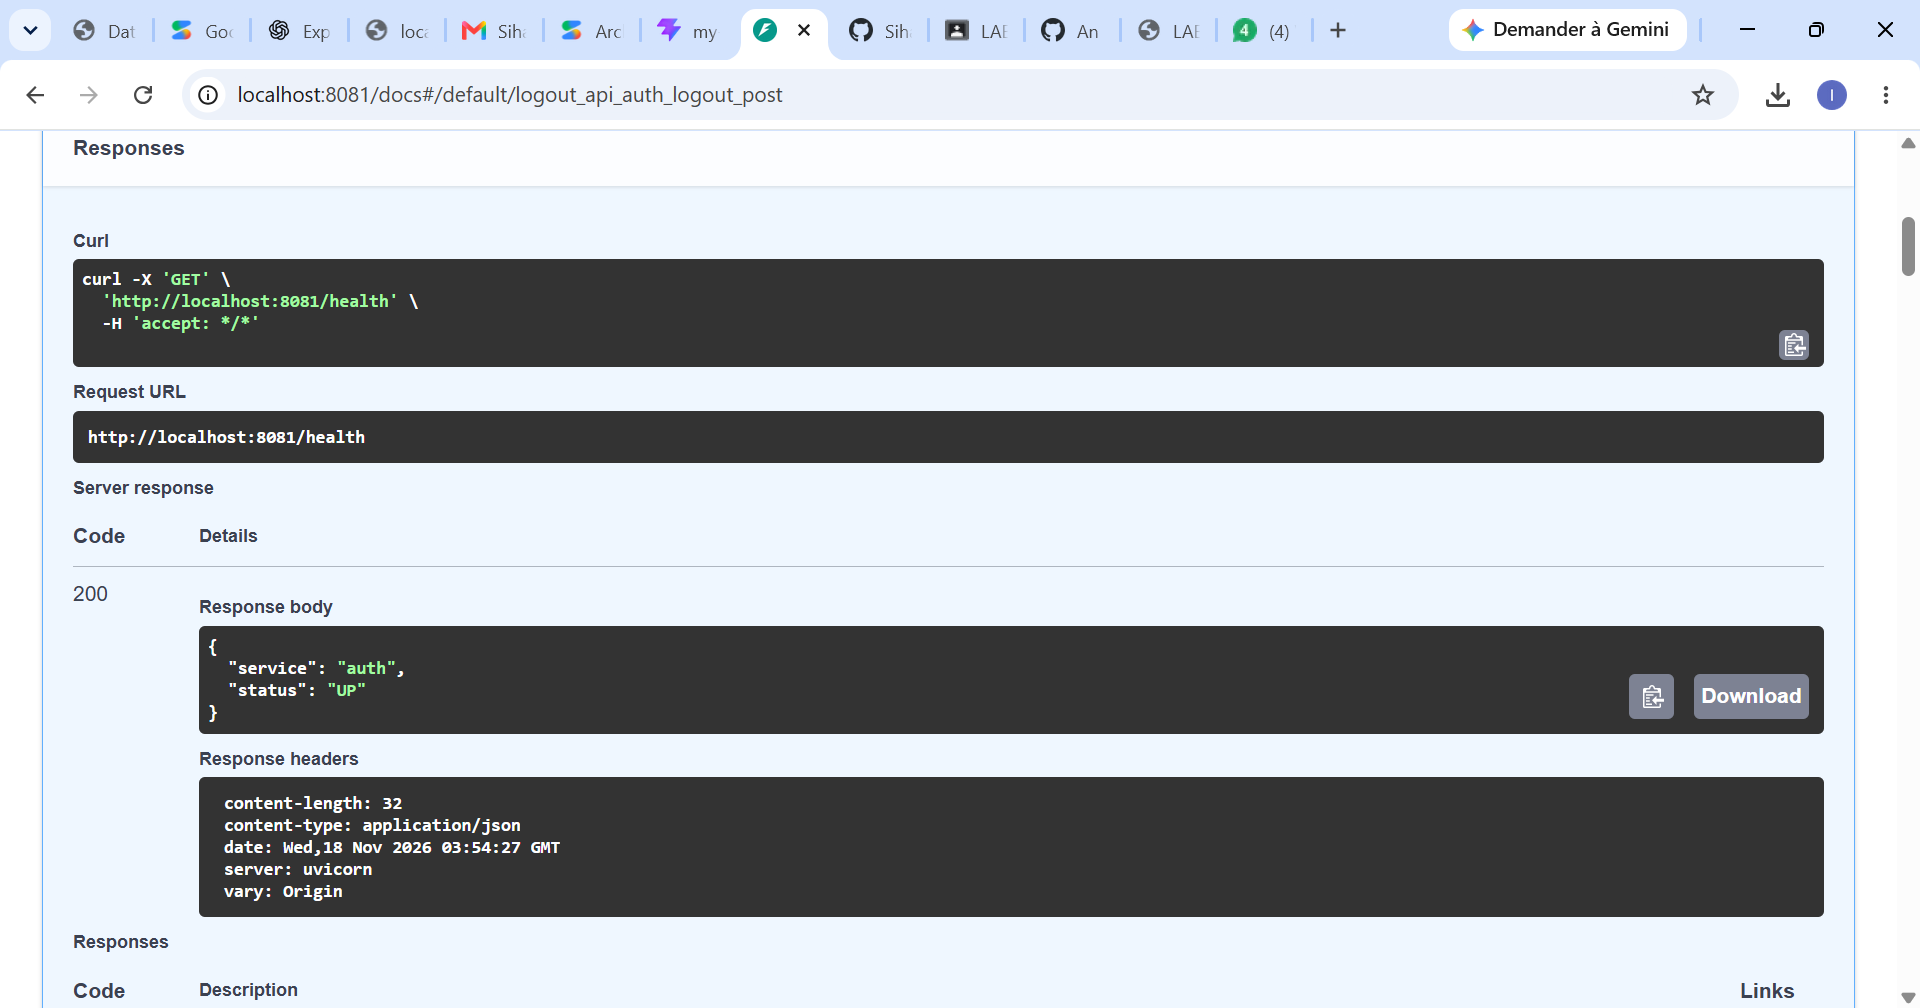 Dat
Goo
Exp
loca
Siha
Arc
my
Sih
LAB
An
LAB
4
(4)
Demander à Gemini
localhost:8081/docs#/default/logout_api_auth_logout_post
I
Responses
Curl
curl -X 'GET' \
'http://localhost:8081/health' \
-H 'accept: */*'
Request URL
http://localhost:8081/health
Server response
Code Details
200
Response body
{
"service": "auth",
"status": "UP"
}
Download
Response headers
content-length: 32
content-type: application/json
date: Wed,18 Nov 2026 03:54:27 GMT
server: uvicorn
vary: Origin
Responses
Code Description Links